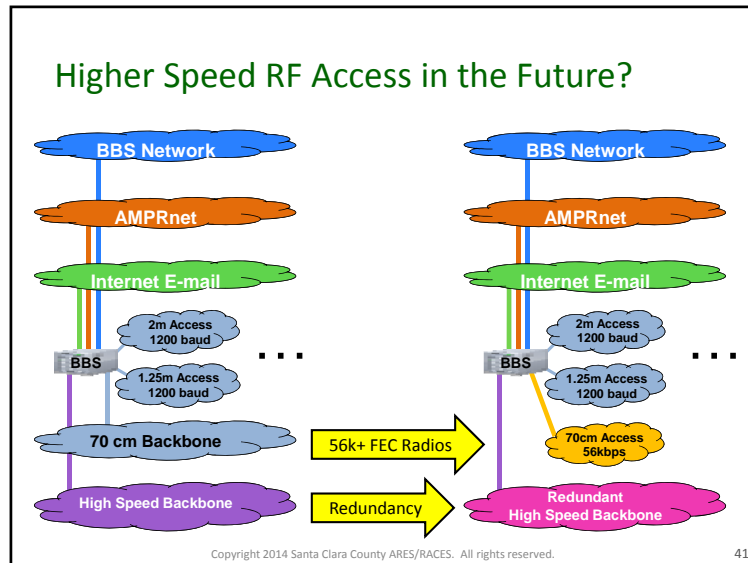 Higher Speed RF Access in the Future?
BBS Network
AMPRnet
Internet E-mail
2m Access
1200 baud
BBS
1.25m Access
1200 baud
70 cm Backbone
High Speed Backbone
...
56k+ FEC Radios
Redundancy
BBS Network
AMPRnet
Internet E-mail
2m Access
1200 baud
BBS
1.25m Access
1200 baud
70cm Access
56kbps
Redundant
High Speed Backbone
...
Copyright 2014 Santa Clara County ARES/RACES. All rights reserved.
41